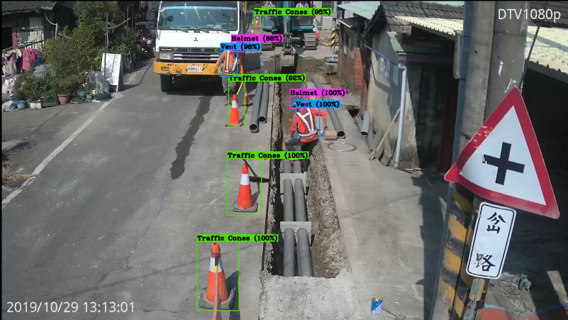 Traffic Cones (96%)
DTV1080p
Helmet (88%)
Vest (96%)
Traffic Cones (92%)
Helmet (100%)
Vest (100%)
Traffic Cones (100%)
岔路
Traffic Cones (100%)
2019/10/29 13:13:01